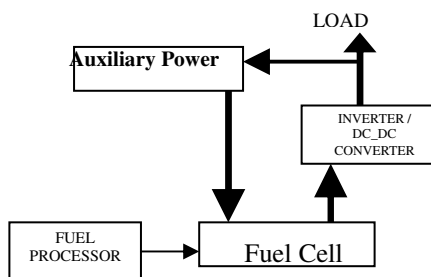 LOAD
Auxiliary Power
INVERTER /
DC_DC
CONVERTER
FUEL
PROCESSOR
Fuel Cell